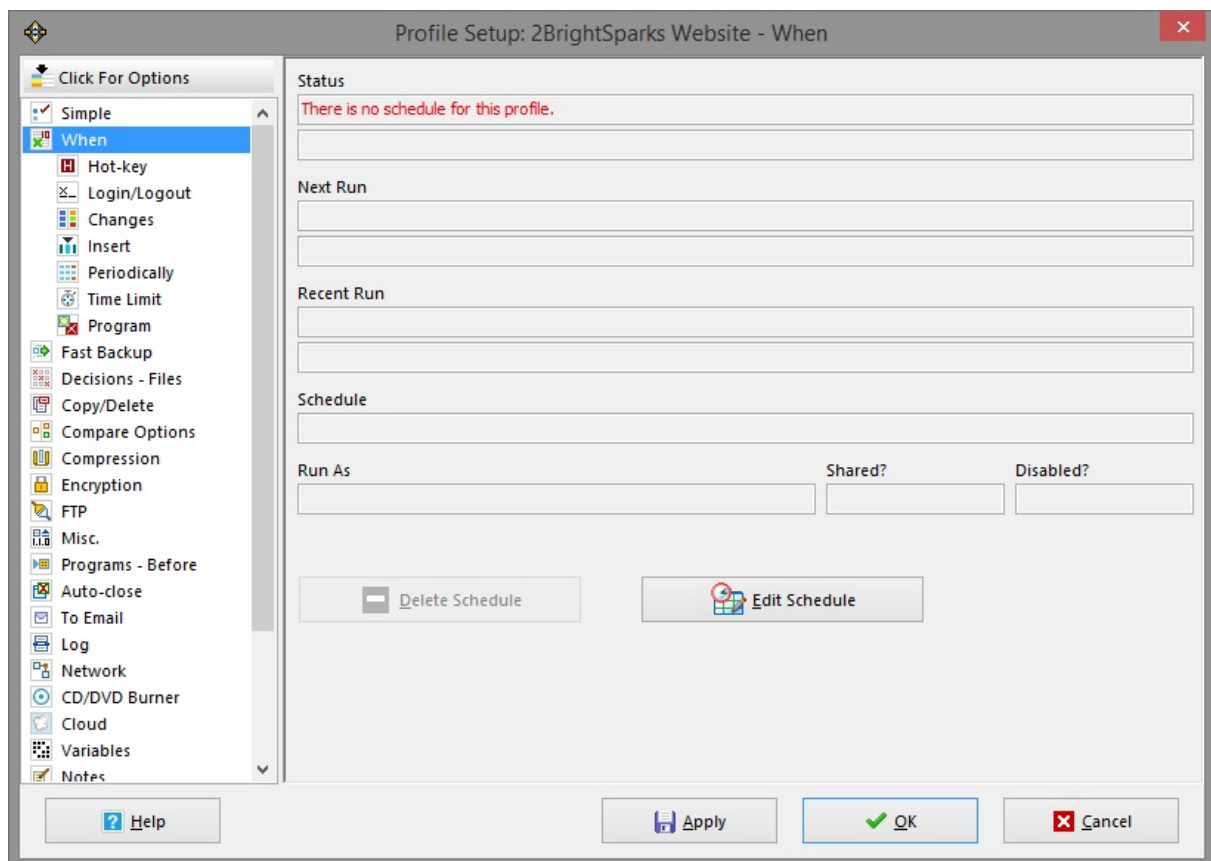 Profile Setup: 2BrightSparks Website - When
Click For Options
Simple
When
Hot-key
Login/Logout
Changes
Insert
Periodically
Time Limit
Program
Fast Backup
Decisions - Files
Copy/Delete
Compare Options
Compression
Encryption
FTP
Misc.
Programs - Before
Auto-close
To Email
Log
Network
CD/DVD Burner
Cloud
Variables
Notes
Status
There is no schedule for this profile.
Next Run
Recent Run
Schedule
Run As Shared? Disabled?
Delete Schedule Edit Schedule
Help Apply OK Cancel